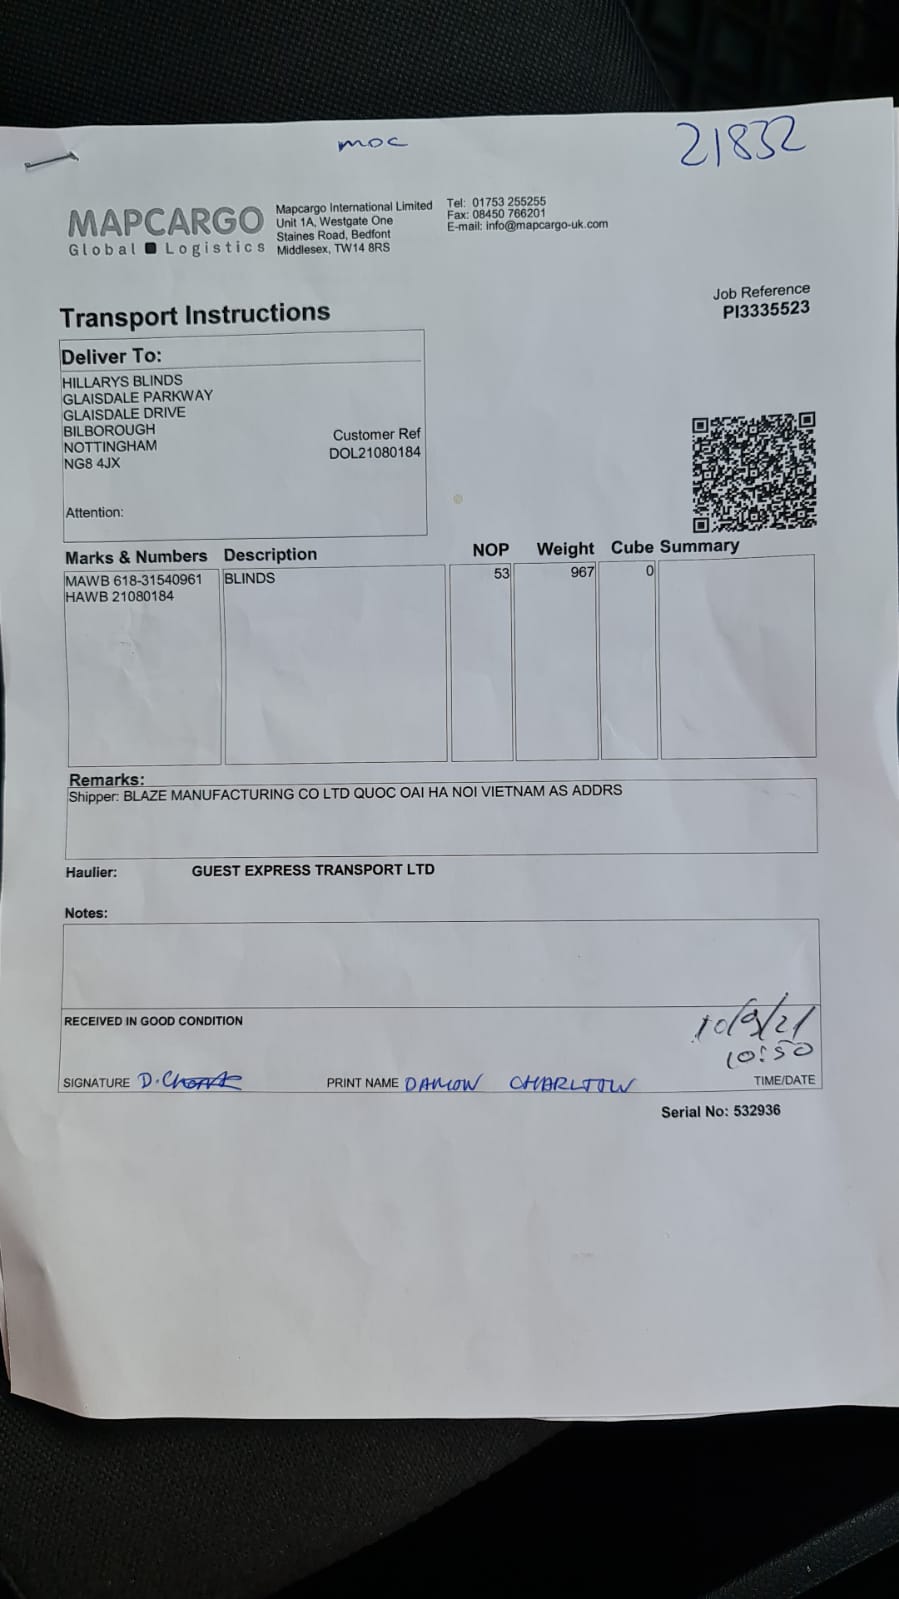 moc
21832
MAPCARGO
Global Logistics
Mapcargo International Limited
Unit 1A, Westgate One
Staines Road, Bedfont
Middlesex, TW14 8RS
Tel: 01753 255255
Fax: 08450 766201
E-mail: info@mapcargo-uk.com
Job Reference
PI3335523
Transport Instructions
Deliver To:
HILLARYS BLINDS
GLAISDALE PARKWAY
GLAISDALE DRIVE
BILBOROUGH
NOTTINGHAM
NG8 4JX
Customer Ref
DOL21080184
Attention:
Marks & Numbers Description NOP Weight Cube Summary
MAWB 618-31540961 BLINDS 53 967 0
HAWB 21080184
Remarks:
Shipper: BLAZE MANUFACTURING CO LTD QUOC OAI HA NOI VIETNAM AS ADDRS
Haulier: GUEST EXPRESS TRANSPORT LTD
Notes:
RECEIVED IN GOOD CONDITION
10/9/21
10:50
SIGNATURE D. PRINT NAME CHARLTON TIME/DATE
Serial No: 532936